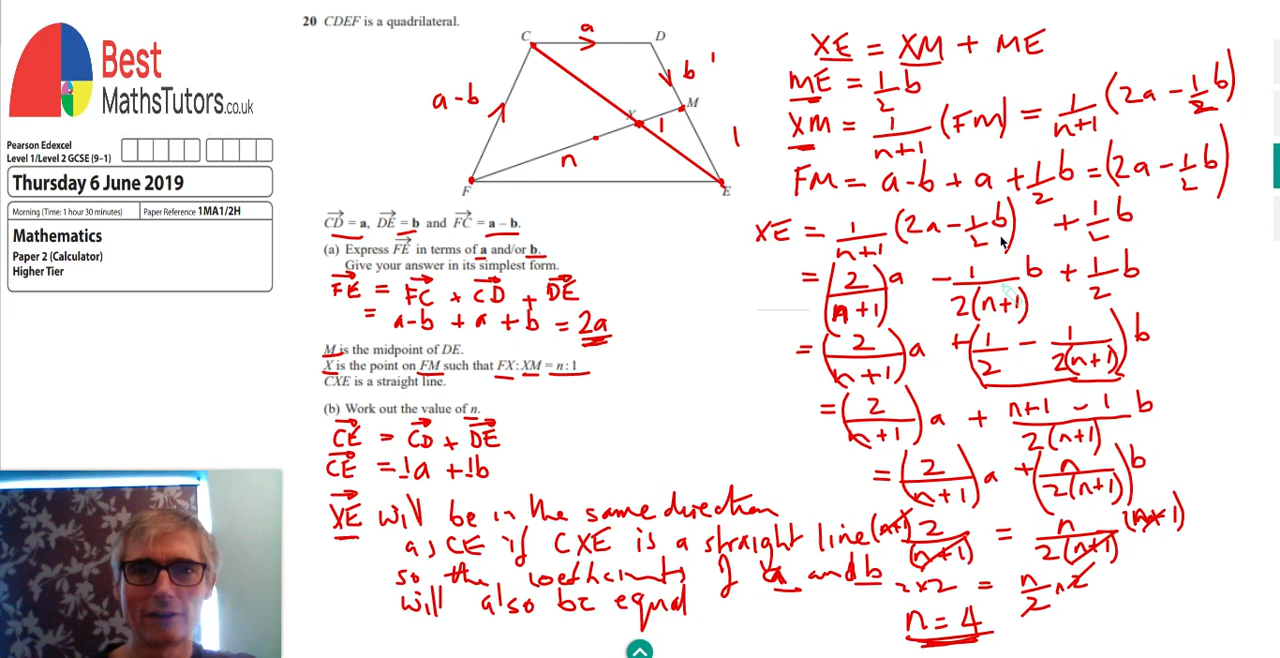 Best
MathsTutors.co.uk
Pearson Edexcel
Level 1/Level 2 GCSE (9–1)
Thursday 6 June 2019
Morning (Time: 1 hour 30 minutes)
Paper Reference 1MA1/2H
Mathematics
Paper 2 (Calculator)
Higher Tier
20 CDEF is a quadrilateral.
a
C
D
b
1
a-b
M
X
1
1
n
F
E
CD = a, DE = b and FC = a – b.
(a) Express FE in terms of a and/or b.
Give your answer in its simplest form.
FE = FC + CD + DE
= a-b + a + b = 2a
M is the midpoint of DE.
X is the point on FM such that FX : XM = n : 1
CXE is a straight line.
(b) Work out the value of n.
CE = CD + DE
CE = 1a + 1b
XE will be in the same direction
as CE if CXE is a straight line
so the coefficients of a and b
will also be equal
XE = XM + ME
ME = 1/2 b
XM = 1/(n+1) (FM) = 1/(n+1) (2a - 1/2 b)
FM = a-b + a + 1/2 b = (2a - 1/2 b)
XE = 1/(n+1) (2a - 1/2 b) + 1/2 b
= (2/(n+1)) a - 1/(2(n+1)) b + 1/2 b
= (2/(n+1)) a + (1/2 - 1/(2(n+1))) b
= (2/(n+1)) a + (n+1-1)/(2(n+1)) b
= (2/(n+1)) a + (n/(2(n+1))) b
(n+1) 2/(n+1) = n/(2(n+1)) (n+1)
2×2 = n/2 ×2
n = 4